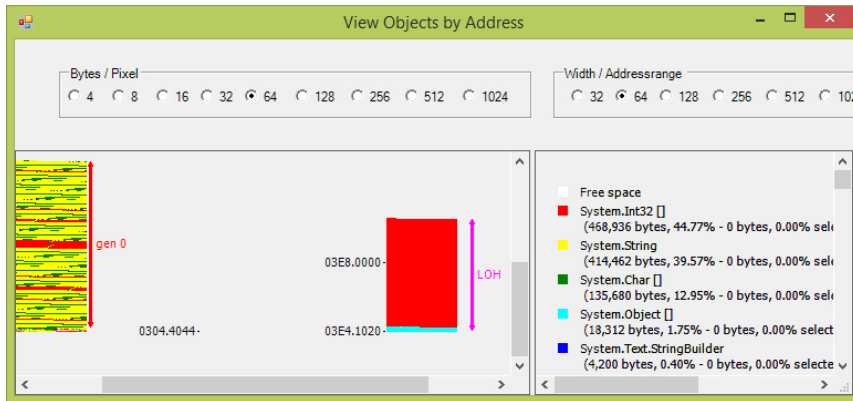 View Objects by Address
Bytes / Pixel
4 8 16 32 64 128 256 512 1024
Width / Addressrange
32 64 128 256 512 102
gen 0
0304.4044-
03E8.0000-
03E4.1020-
LOH
Free space
System.Int32 []
(468,936 bytes, 44.77% - 0 bytes, 0.00% sele
System.String
(414,462 bytes, 39.57% - 0 bytes, 0.00% sele
System.Char []
(135,680 bytes, 12.95% - 0 bytes, 0.00% sele
System.Object []
(18,312 bytes, 1.75% - 0 bytes, 0.00% select
System.Text.StringBuilder
(4,200 bytes, 0.40% - 0 bytes, 0.00% selecte